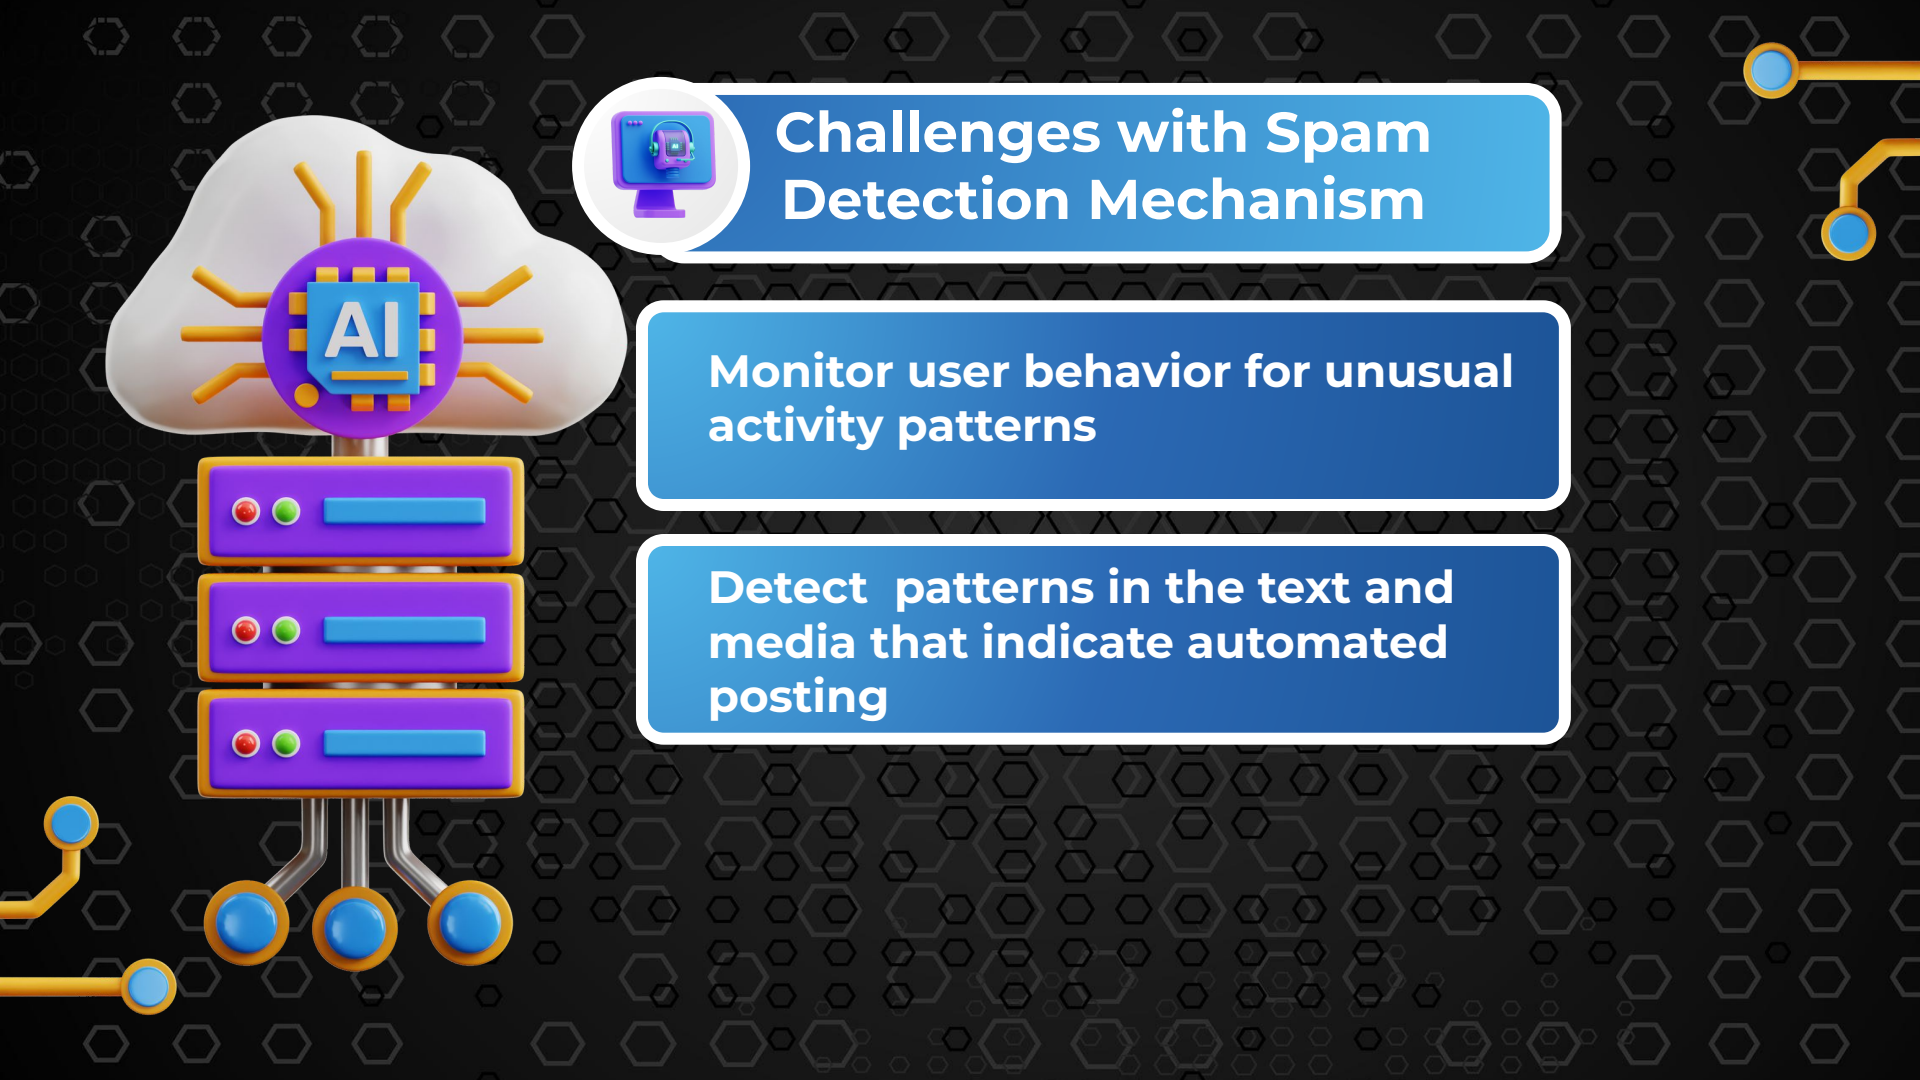 Challenges with Spam
Detection Mechanism
AI
Monitor user behavior for unusual
activity patterns
Detect  patterns in the text and
media that indicate automated
posting